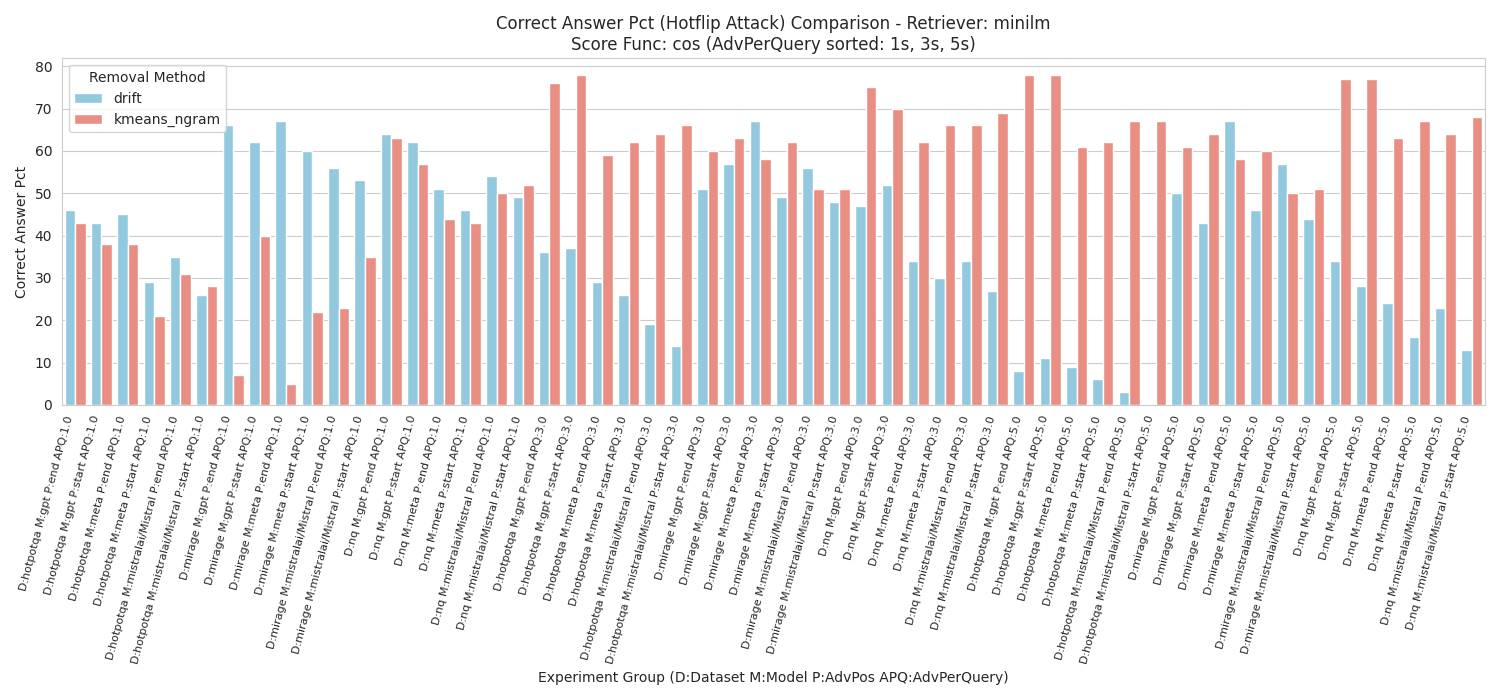 Correct Answer Pct (Hotflip Attack) Comparison - Retriever: minilm
Score Func: cos (AdvPerQuery sorted: 1s, 3s, 5s)
Removal Method
drift
kmeans_ngram
Correct Answer Pct
80
70
60
50
40
30
20
10
0
D:hotpotqa M:gpt P:end APQ:1.0
D:hotpotqa M:gpt P:start APQ:1.0
D:hotpotqa M:meta P:end APQ:1.0
D:hotpotqa M:meta P:start APQ:1.0
D:hotpotqa M:mistralai/Mistral P:end APQ:1.0
D:hotpotqa M:mistralai/Mistral P:start APQ:1.0
D:mirage M:gpt P:end APQ:1.0
D:mirage M:gpt P:start APQ:1.0
D:mirage M:meta P:end APQ:1.0
D:mirage M:meta P:start APQ:1.0
D:mirage M:mistralai/Mistral P:end APQ:1.0
D:mirage M:mistralai/Mistral P:start APQ:1.0
D:nq M:gpt P:end APQ:1.0
D:nq M:gpt P:start APQ:1.0
D:nq M:meta P:end APQ:1.0
D:nq M:meta P:start APQ:1.0
D:nq M:mistralai/Mistral P:end APQ:1.0
D:nq M:mistralai/Mistral P:start APQ:1.0
D:hotpotqa M:gpt P:end APQ:3.0
D:hotpotqa M:gpt P:start APQ:3.0
D:hotpotqa M:meta P:end APQ:3.0
D:hotpotqa M:meta P:start APQ:3.0
D:hotpotqa M:mistralai/Mistral P:end APQ:3.0
D:hotpotqa M:mistralai/Mistral P:start APQ:3.0
D:mirage M:gpt P:end APQ:3.0
D:mirage M:gpt P:start APQ:3.0
D:mirage M:meta P:end APQ:3.0
D:mirage M:meta P:start APQ:3.0
D:mirage M:mistralai/Mistral P:end APQ:3.0
D:mirage M:mistralai/Mistral P:start APQ:3.0
D:nq M:gpt P:end APQ:3.0
D:nq M:gpt P:start APQ:3.0
D:nq M:meta P:end APQ:3.0
D:nq M:meta P:start APQ:3.0
D:nq M:mistralai/Mistral P:end APQ:3.0
D:nq M:mistralai/Mistral P:start APQ:3.0
D:hotpotqa M:gpt P:end APQ:5.0
D:hotpotqa M:gpt P:start APQ:5.0
D:hotpotqa M:meta P:end APQ:5.0
D:hotpotqa M:meta P:start APQ:5.0
D:hotpotqa M:mistralai/Mistral P:end APQ:5.0
D:hotpotqa M:mistralai/Mistral P:start APQ:5.0
D:mirage M:gpt P:end APQ:5.0
D:mirage M:gpt P:start APQ:5.0
D:mirage M:meta P:end APQ:5.0
D:mirage M:meta P:start APQ:5.0
D:mirage M:mistralai/Mistral P:end APQ:5.0
D:mirage M:mistralai/Mistral P:start APQ:5.0
D:nq M:gpt P:end APQ:5.0
D:nq M:gpt P:start APQ:5.0
D:nq M:meta P:end APQ:5.0
D:nq M:meta P:start APQ:5.0
D:nq M:mistralai/Mistral P:end APQ:5.0
D:nq M:mistralai/Mistral P:start APQ:5.0
Experiment Group (D:Dataset M:Model P:AdvPos APQ:AdvPerQuery)